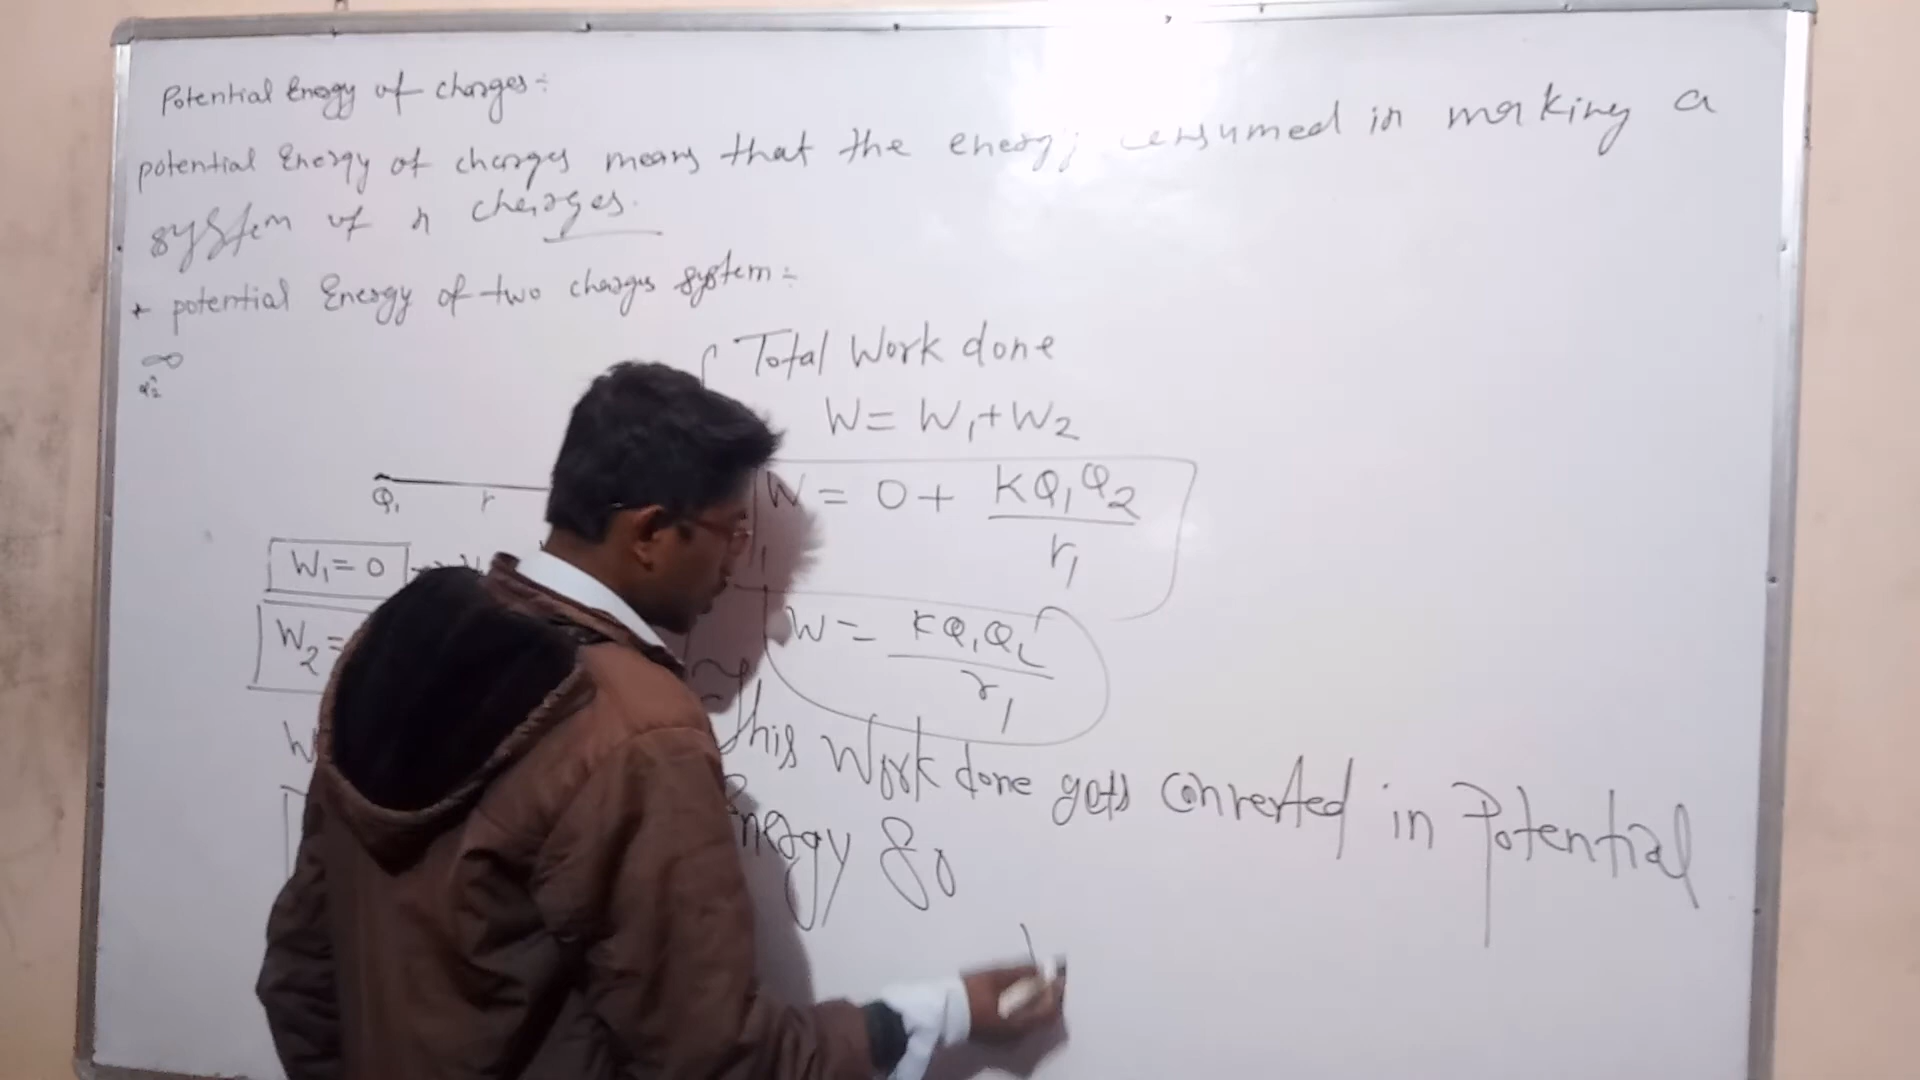 Potential Energy of charges:-
potential Energy of charges means that the energy consumed in making a
system of n charges.
* potential Energy of two charges system:-
∞
Total Work done
W = W₁ + W₂
Q₁ r
W = 0 + KQ₁Q₂/r₁
W₁ = 0
W₂ =
W = KQ₁Q₂/r₁
W
This Work done gets converted in Potential
Energy So